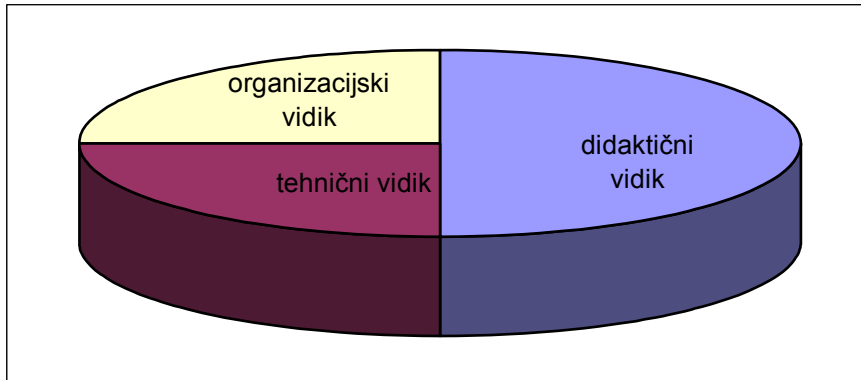 organizacijski
vidik
didaktični
vidik
tehnični vidik